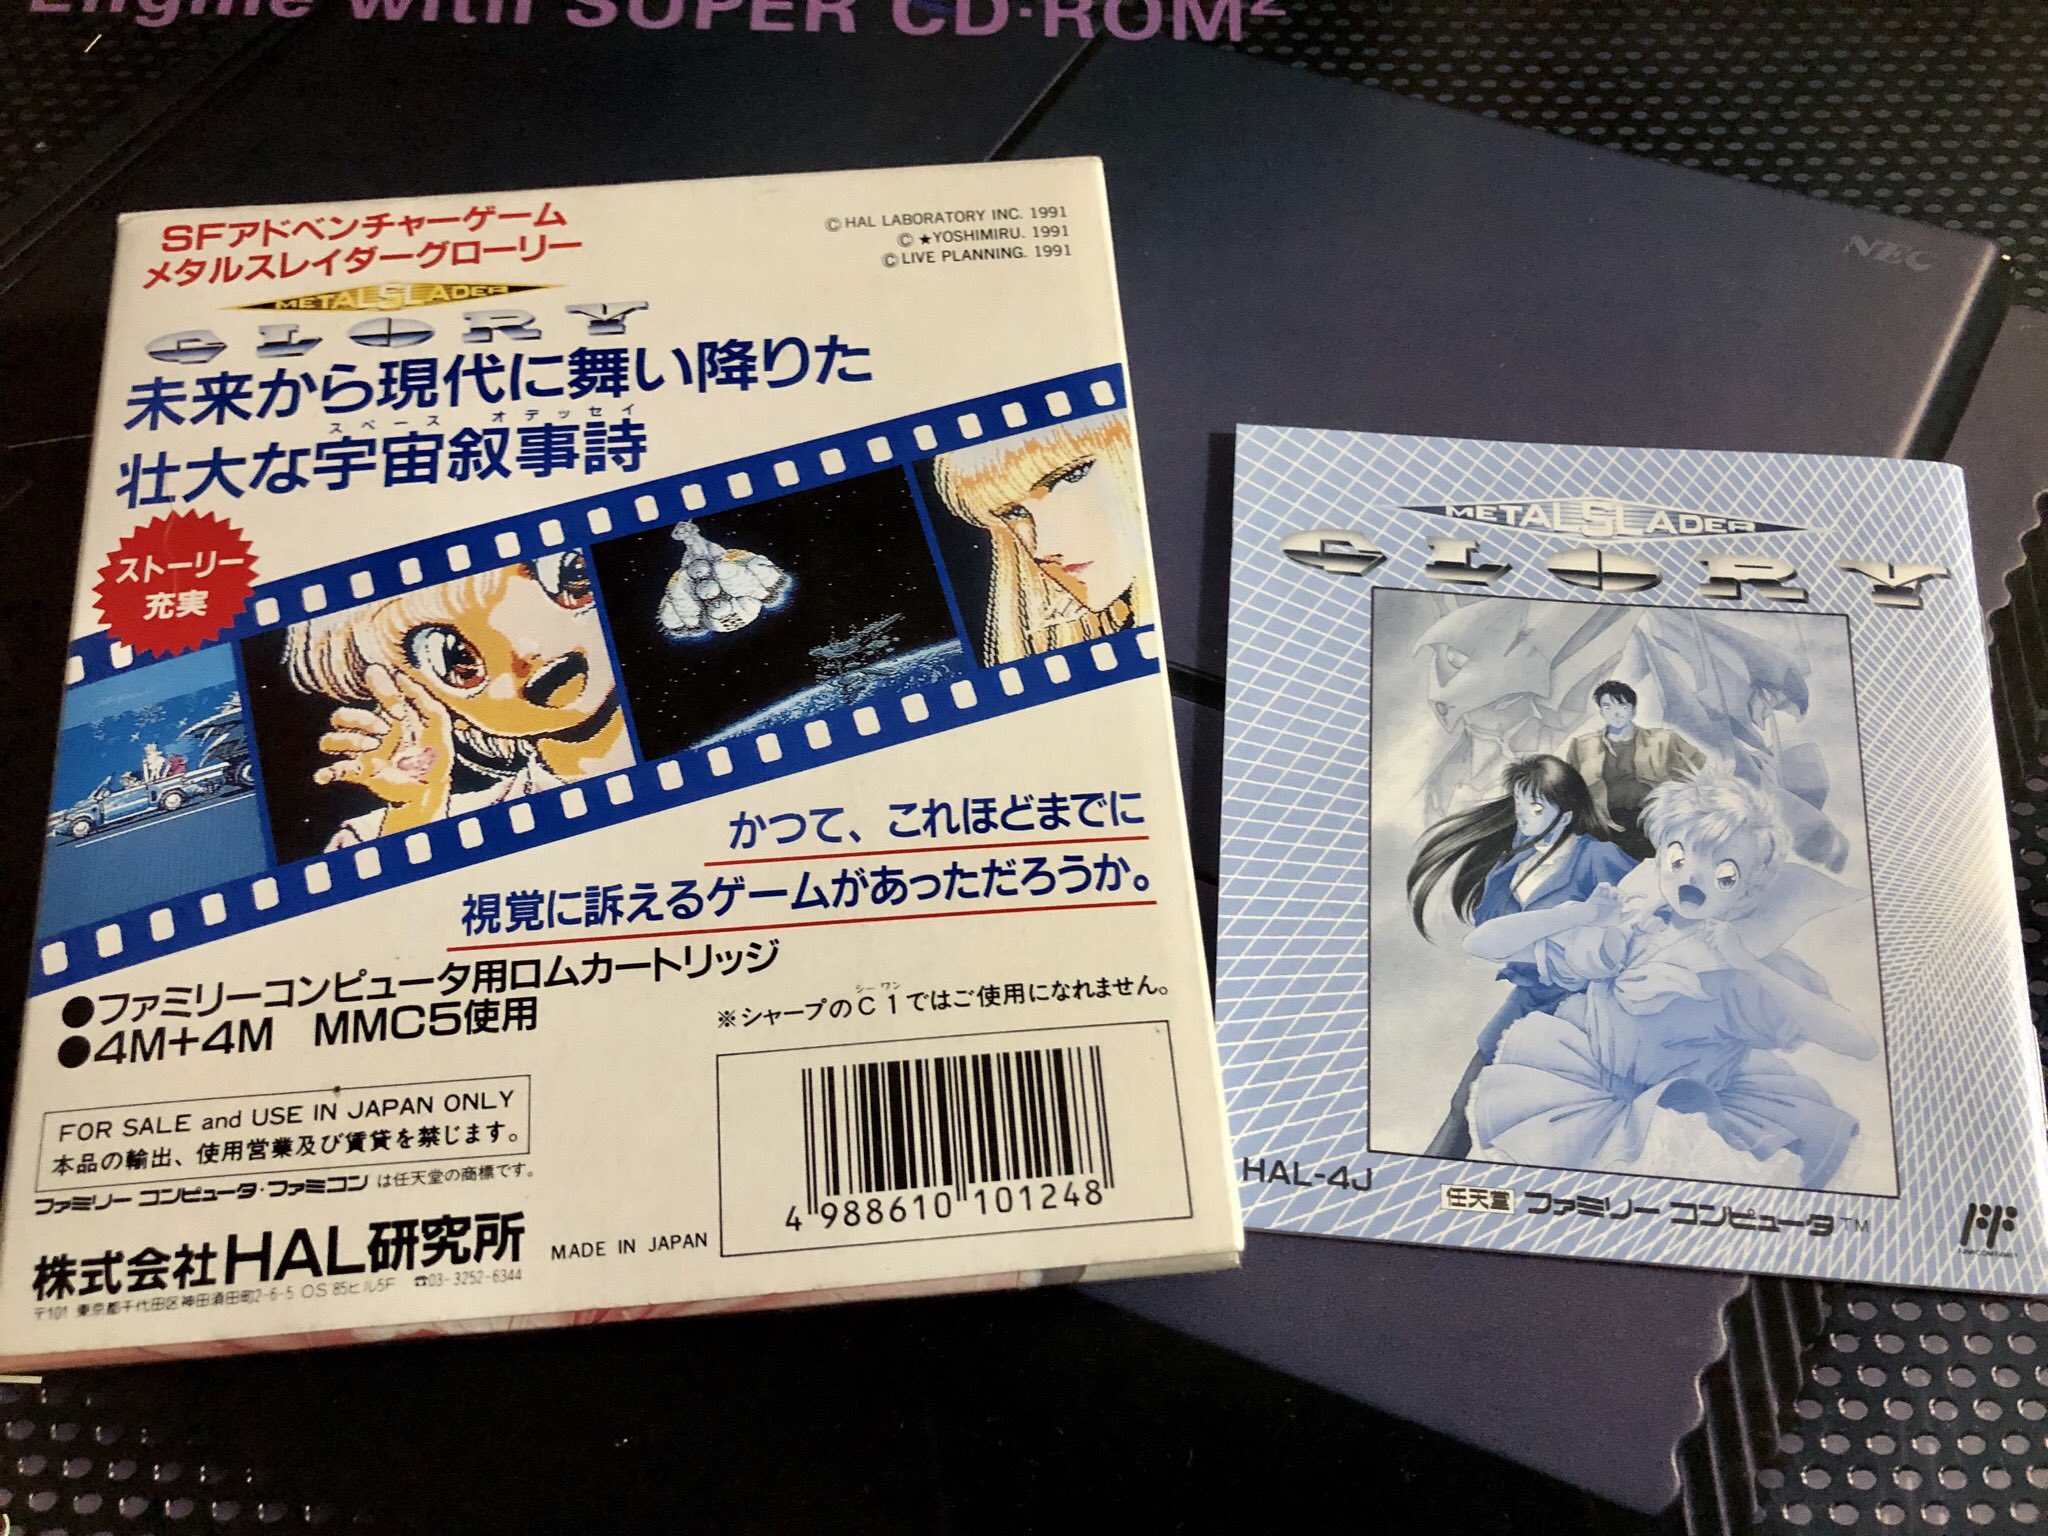 Engine with SUPER CD-ROM²
NEC
SFアドベンチャーゲーム
メタルスレイダーグローリー
©HAL LABORATORY INC. 1991
©★YOSHIMIRU. 1991
©LIVE PLANNING. 1991
METAL SLADER
GLORY
未来から現代に舞い降りた
スペース オデッセイ
壮大な宇宙叙事詩
ストーリー
充実
かつて、これほどまでに
視覚に訴えるゲームがあっただろうか。
●ファミリーコンピュータ用ロムカートリッジ
●4M+4M MMC5使用
シー ワン
※シャープのC1ではご使用になれません。
FOR SALE and USE IN JAPAN ONLY
本品の輸出、使用営業及び賃貸を禁じます。
ファミリー コンピュータ・ファミコン は任天堂の商標です。
株式会社HAL研究所
〒101 東京都千代田区神田須田町2-6-5 OS'85ビル5F ☎03-3252-6344
MADE IN JAPAN
4 988610 101248
METAL SLADER
GLORY
HAL-4J
任天堂 ファミリー コンピュータ™
FF
FAMICOM FAMILY